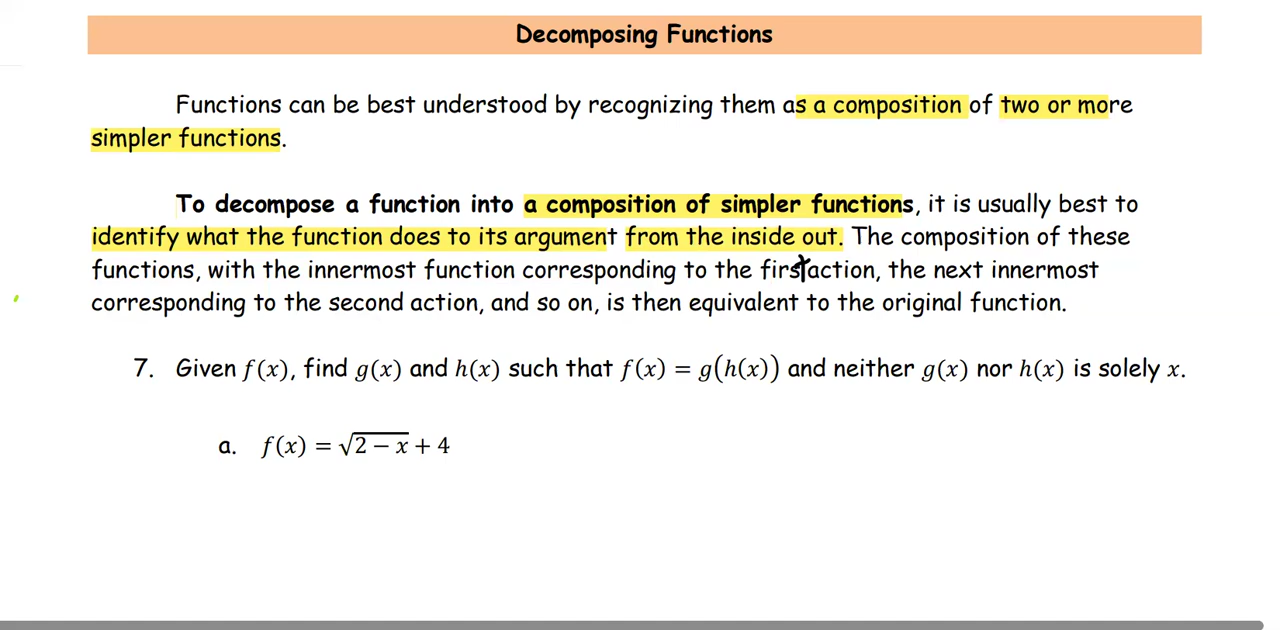 Decomposing Functions
Functions can be best understood by recognizing them as a composition of two or more
simpler functions.
To decompose a function into a composition of simpler functions, it is usually best to
identify what the function does to its argument from the inside out. The composition of these
functions, with the innermost function corresponding to the first action, the next innermost
corresponding to the second action, and so on, is then equivalent to the original function.
7. Given f(x), find g(x) and h(x) such that f(x) = g(h(x)) and neither g(x) nor h(x) is solely x.
a. f(x) = √(2 − x) + 4